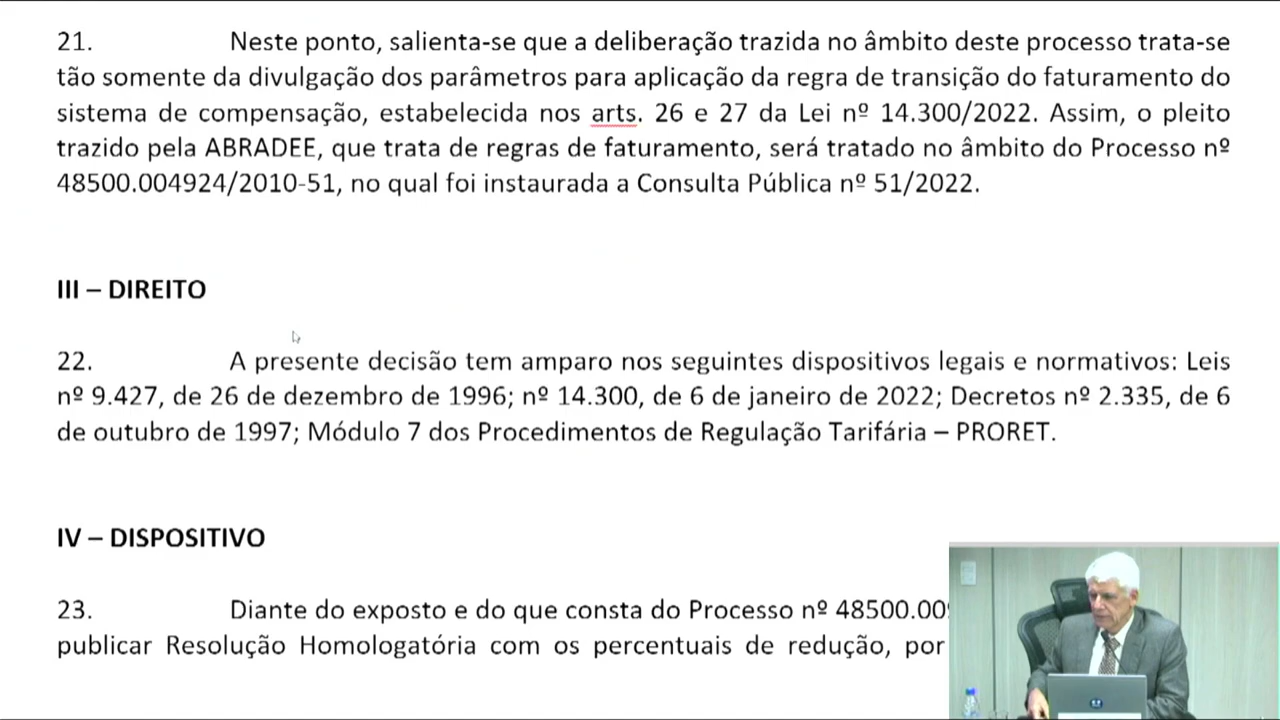 21. Neste ponto, salienta-se que a deliberação trazida no âmbito deste processo trata-se
tão somente da divulgação dos parâmetros para aplicação da regra de transição do faturamento do
sistema de compensação, estabelecida nos arts. 26 e 27 da Lei nº 14.300/2022. Assim, o pleito
trazido pela ABRADEE, que trata de regras de faturamento, será tratado no âmbito do Processo nº
48500.004924/2010-51, no qual foi instaurada a Consulta Pública nº 51/2022.
III – DIREITO
22. A presente decisão tem amparo nos seguintes dispositivos legais e normativos: Leis
nº 9.427, de 26 de dezembro de 1996; nº 14.300, de 6 de janeiro de 2022; Decretos nº 2.335, de 6
de outubro de 1997; Módulo 7 dos Procedimentos de Regulação Tarifária – PRORET.
IV – DISPOSITIVO
23. Diante do exposto e do que consta do Processo nº 48500.00
publicar Resolução Homologatória com os percentuais de redução, por